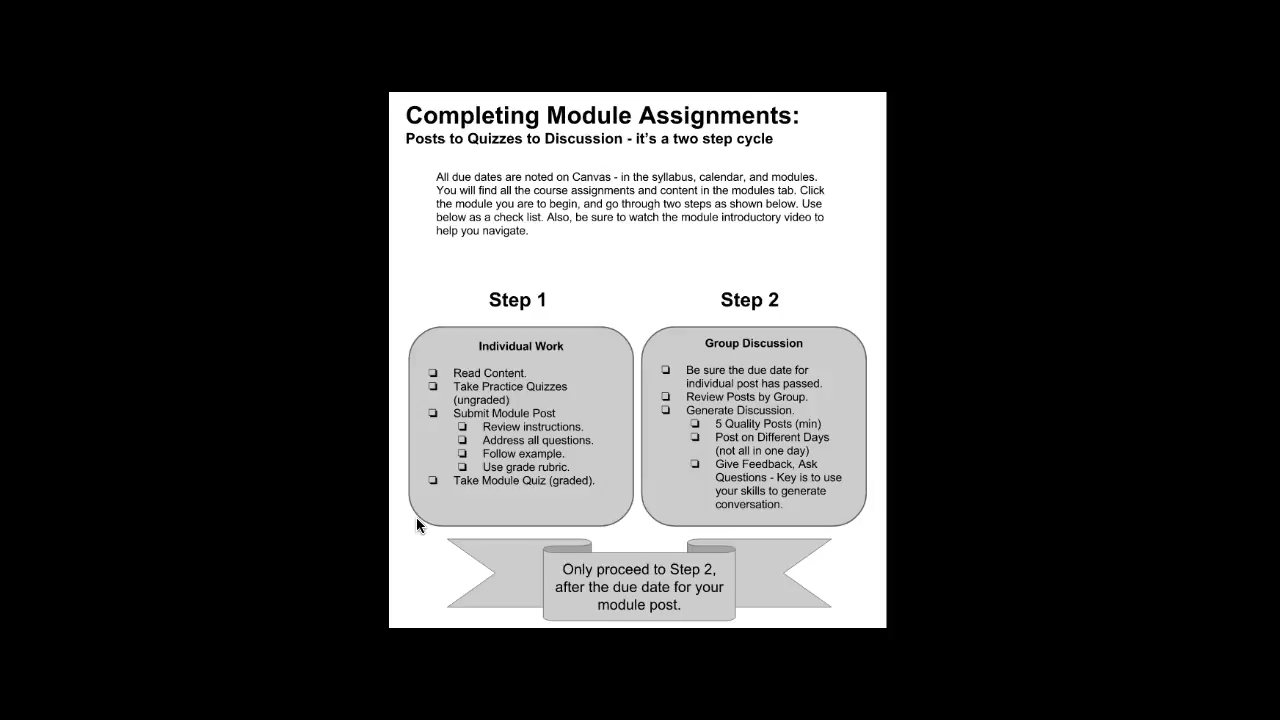 Completing Module Assignments:
Posts to Quizzes to Discussion - it's a two step cycle
All due dates are noted on Canvas - in the syllabus, calendar, and modules.
You will find all the course assignments and content in the modules tab. Click
the module you are to begin, and go through two steps as shown below. Use
below as a check list. Also, be sure to watch the module introductory video to
help you navigate.
Step 1
Individual Work
Read Content.
Take Practice Quizzes
(ungraded)
Submit Module Post
Review instructions.
Address all questions.
Follow example.
Use grade rubric.
Take Module Quiz (graded).
Step 2
Group Discussion
Be sure the due date for
individual post has passed.
Review Posts by Group.
Generate Discussion.
5 Quality Posts (min)
Post on Different Days
(not all in one day)
Give Feedback, Ask
Questions - Key is to use
your skills to generate
conversation.
Only proceed to Step 2,
after the due date for your
module post.